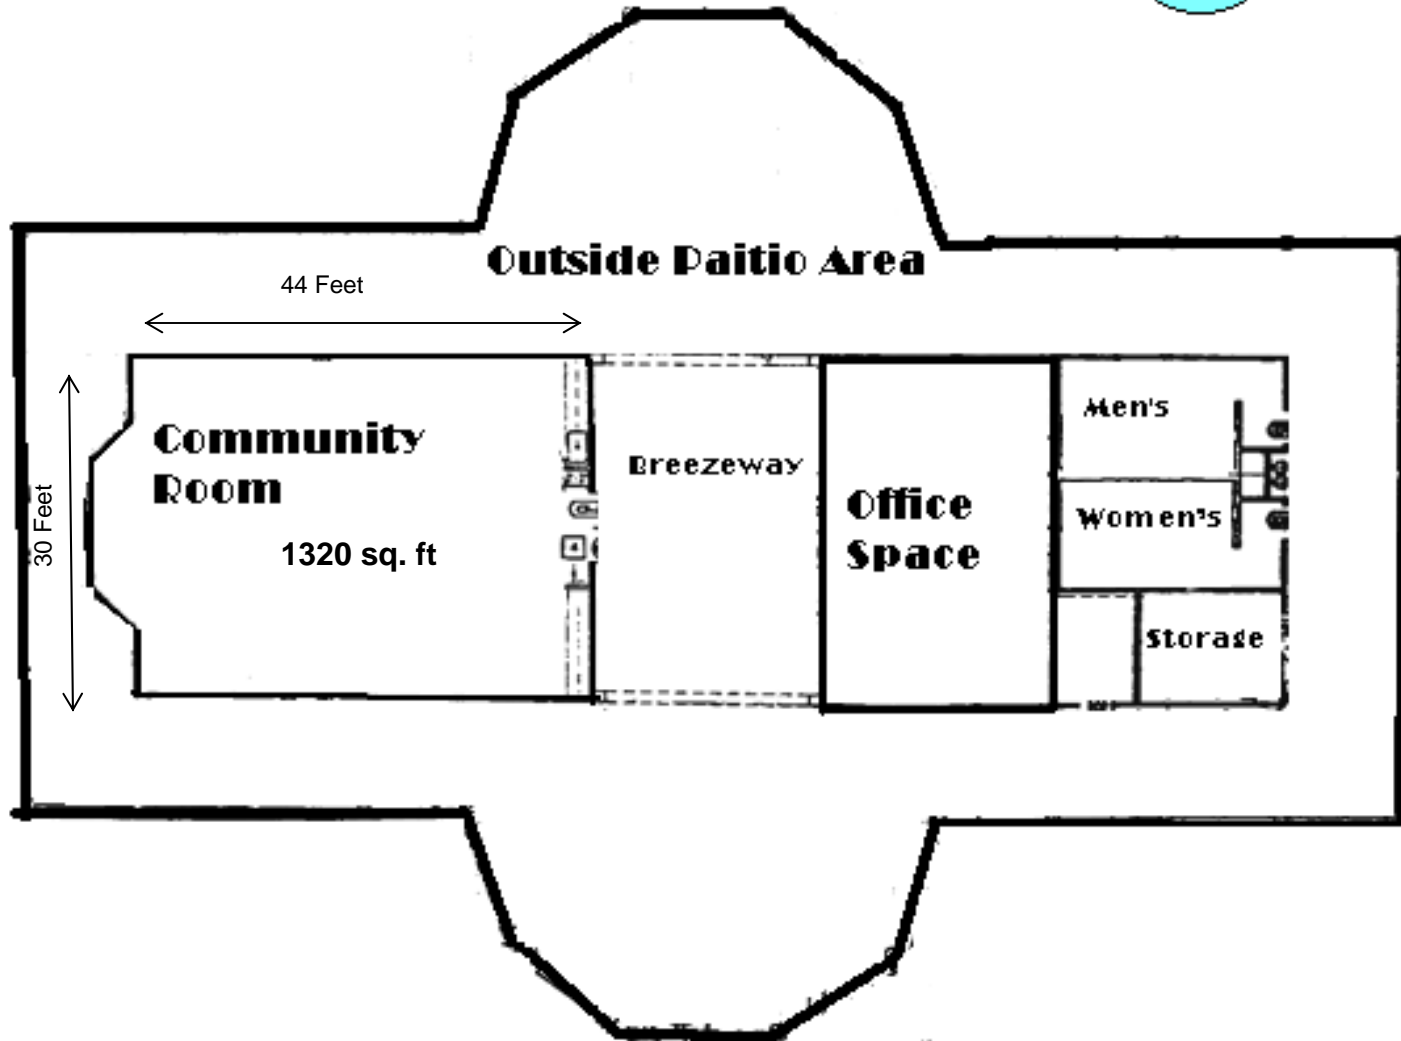 Outside Paitio Area
44 Feet
30 Feet
Community
Room
1320 sq. ft
Breezeway
Office
Space
Men's
Women's
Storage